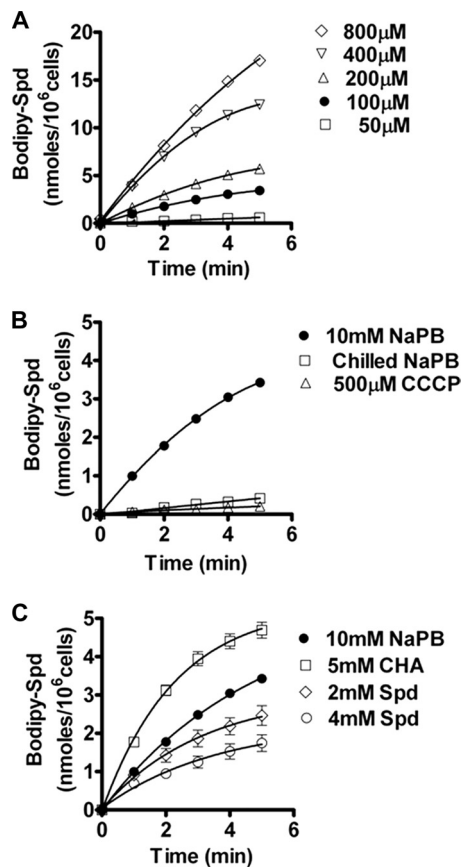 A
Bodipy-Spd
(nmoles/10⁶cells)
20
15
10
5
0
0
2
4
6
Time (min)
800µM
400µM
200µM
100µM
50µM
B
Bodipy-Spd
(nmoles/10⁶cells)
5
4
3
2
1
0
0
2
4
6
Time (min)
10mM NaPB
Chilled NaPB
500µM CCCP
C
Bodipy-Spd
(nmoles/10⁶cells)
5
4
3
2
1
0
0
2
4
6
Time (min)
10mM NaPB
5mM CHA
2mM Spd
4mM Spd